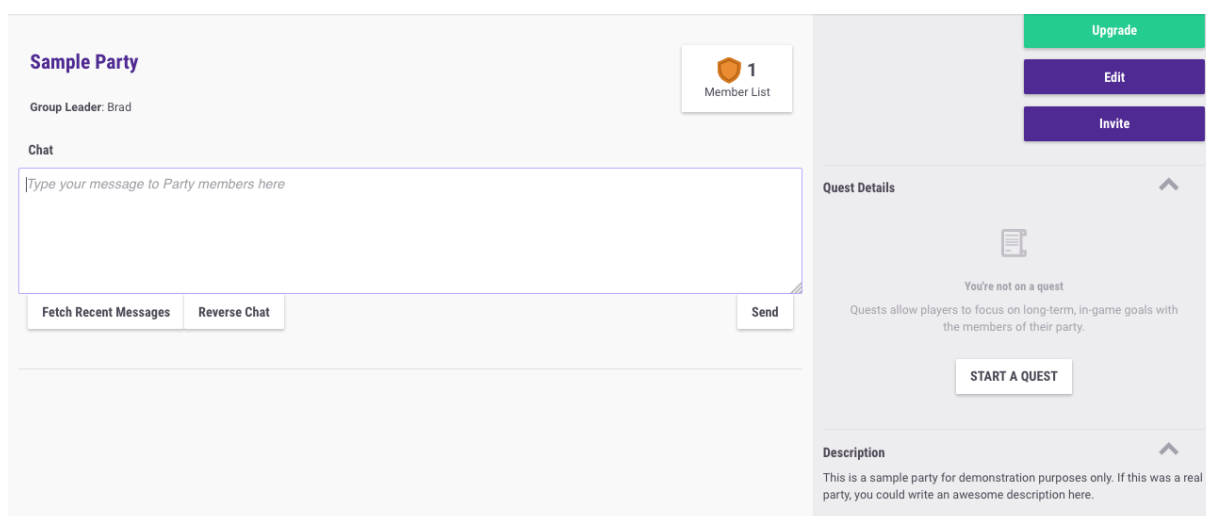 Sample Party
1
Member List
Group Leader: Brad
Chat
Type your message to Party members here
Fetch Recent Messages
Reverse Chat
Send
Upgrade
Edit
Invite
Quest Details
You're not on a quest
Quests allow players to focus on long-term, in-game goals with
the members of their party.
START A QUEST
Description
This is a sample party for demonstration purposes only. If this was a real
party, you could write an awesome description here.